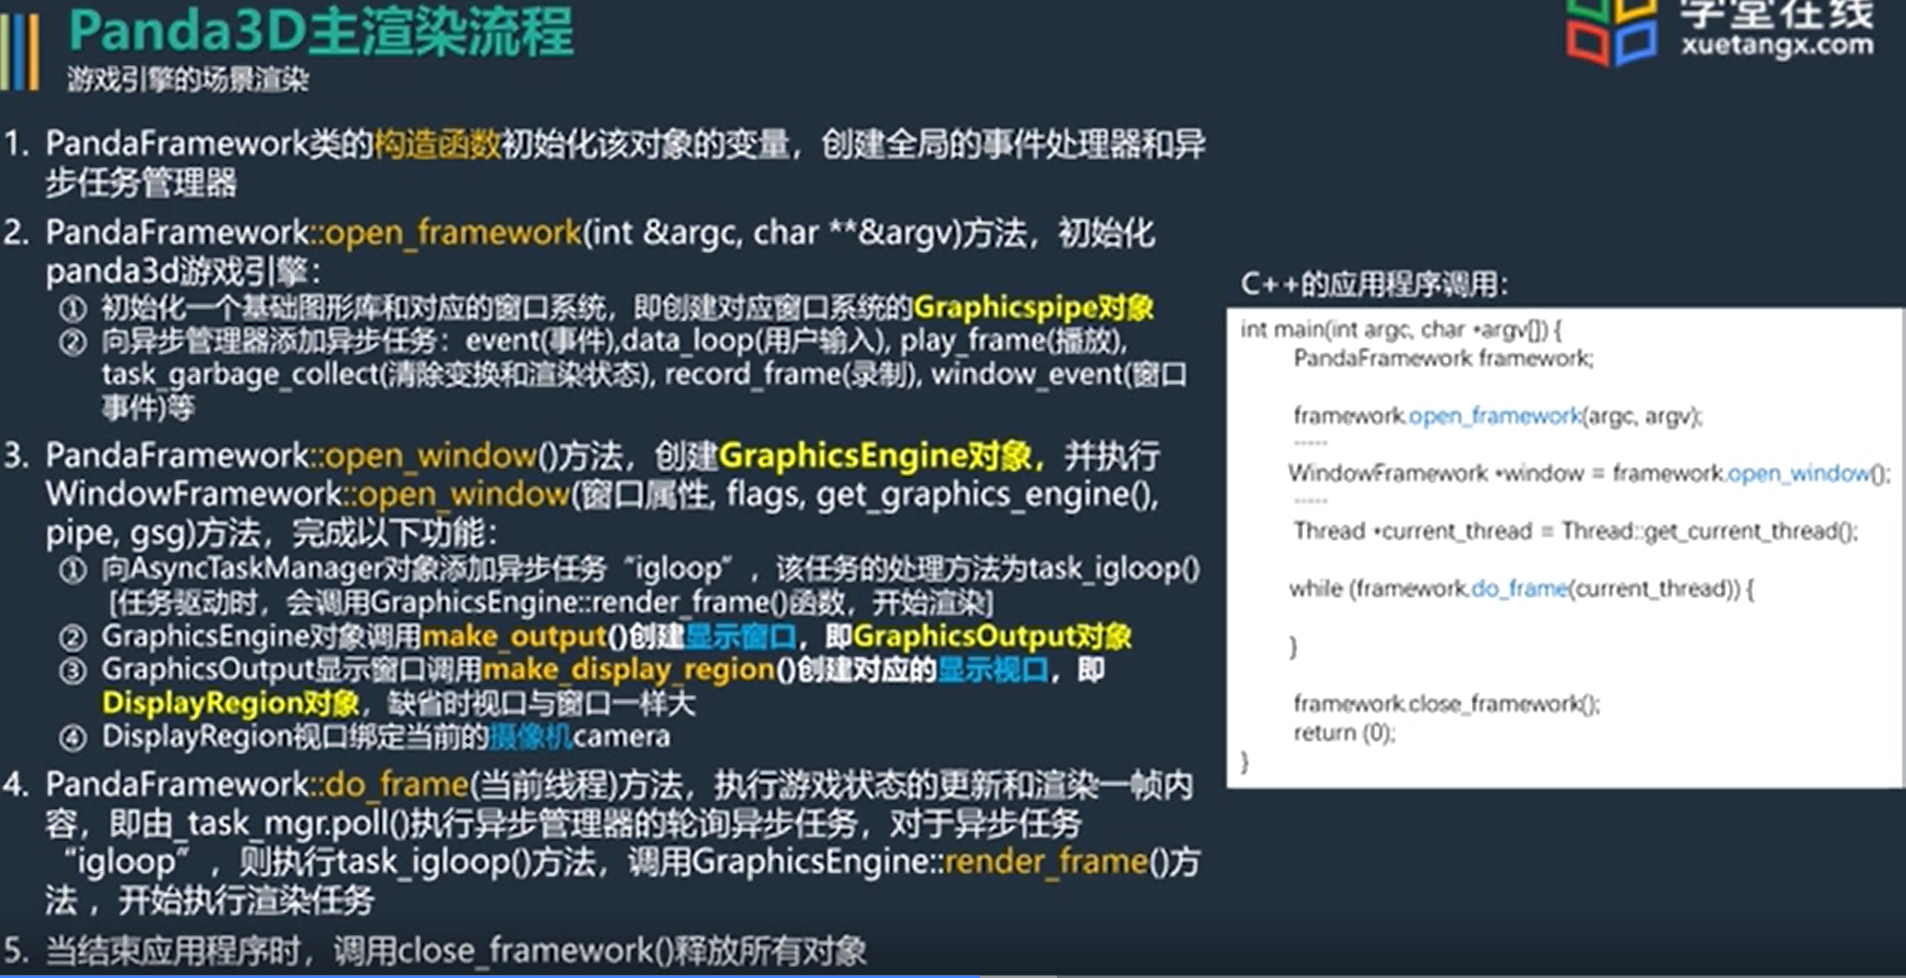 Panda3D主渲染流程
游戏引擎的场景渲染
学堂在线
xuetangx.com
1. PandaFramework类的构造函数初始化该对象的变量，创建全局的事件处理器和异
步任务管理器
2. PandaFramework::open_framework(int &argc, char **&argv)方法，初始化
panda3d游戏引擎：
① 初始化一个基础图形库和对应的窗口系统，即创建对应窗口系统的Graphicspipe对象
② 向异步管理器添加异步任务：event(事件),data_loop(用户输入), play_frame(播放),
task_garbage_collect(清除变换和渲染状态), record_frame(录制), window_event(窗口
事件)等
3. PandaFramework::open_window()方法，创建GraphicsEngine对象，并执行
WindowFramework::open_window(窗口属性, flags, get_graphics_engine(),
pipe, gsg)方法，完成以下功能：
① 向AsyncTaskManager对象添加异步任务“igloop”，该任务的处理方法为task_igloop()
[任务驱动时，会调用GraphicsEngine::render_frame()函数，开始渲染]
② GraphicsEngine对象调用make_output()创建显示窗口，即GraphicsOutput对象
③ GraphicsOutput显示窗口调用make_display_region()创建对应的显示视口，即
DisplayRegion对象，缺省时视口与窗口一样大
④ DisplayRegion视口绑定当前的摄像机camera
4. PandaFramework::do_frame(当前线程)方法，执行游戏状态的更新和渲染一帧内
容，即由_task_mgr.poll()执行异步管理器的轮询异步任务，对于异步任务
“igloop”，则执行task_igloop()方法，调用GraphicsEngine::render_frame()方
法，开始执行渲染任务
5. 当结束应用程序时，调用close_framework()释放所有对象
C++的应用程序调用：
int main(int argc, char *argv[]) {
PandaFramework framework;
framework.open_framework(argc, argv);
-----
WindowFramework *window = framework.open_window();
-----
Thread *current_thread = Thread::get_current_thread();
while (framework.do_frame(current_thread)) {
}
framework.close_framework();
return (0);
}